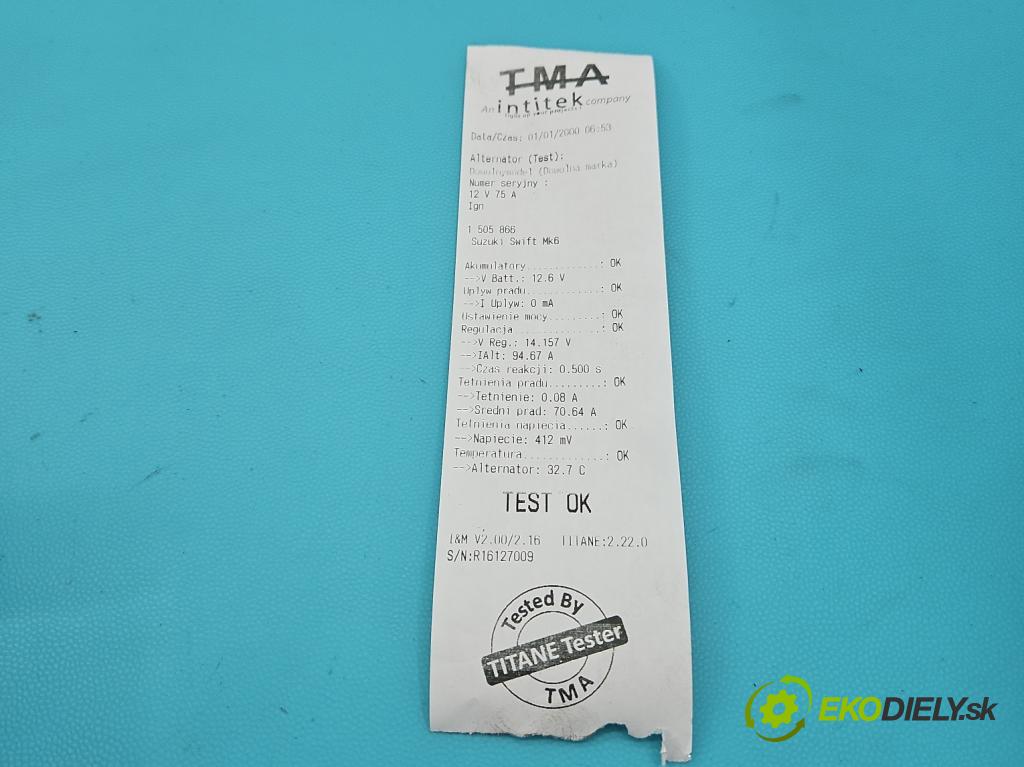 TMA
An intitek company
light up your projects!
Data/Czas: 01/01/2000 06:53
Alternator (Test):
Dowolnymodel (Dowolna marka)
Numer seryjny :
12 V 75 A
Ign
1 505 866
Suzuki Swift Mk6
Akumulatory............: OK
-->V Batt.: 12.6 V
Uplyw pradu............: OK
-->I Uplyw: 0 mA
Ustawienie mocy........: OK
Regulacja..............: OK
-->V Reg.: 14.157 V
-->IAlt: 94.67 A
-->Czas reakcji: 0.500 s
Tetnienia pradu.........: OK
-->Tetnienie: 0.08 A
-->Sredni prad: 70.64 A
Tetnienia napiecia......: OK
-->Napiecie: 412 mV
Temperatura.............: OK
-->Alternator: 32.7 C
TEST OK
I&M V2.00/2.16 TITANE:2.22.0
S/N:R16127009
Tested By
TITANE Tester
TMA
EKODIELY.sk